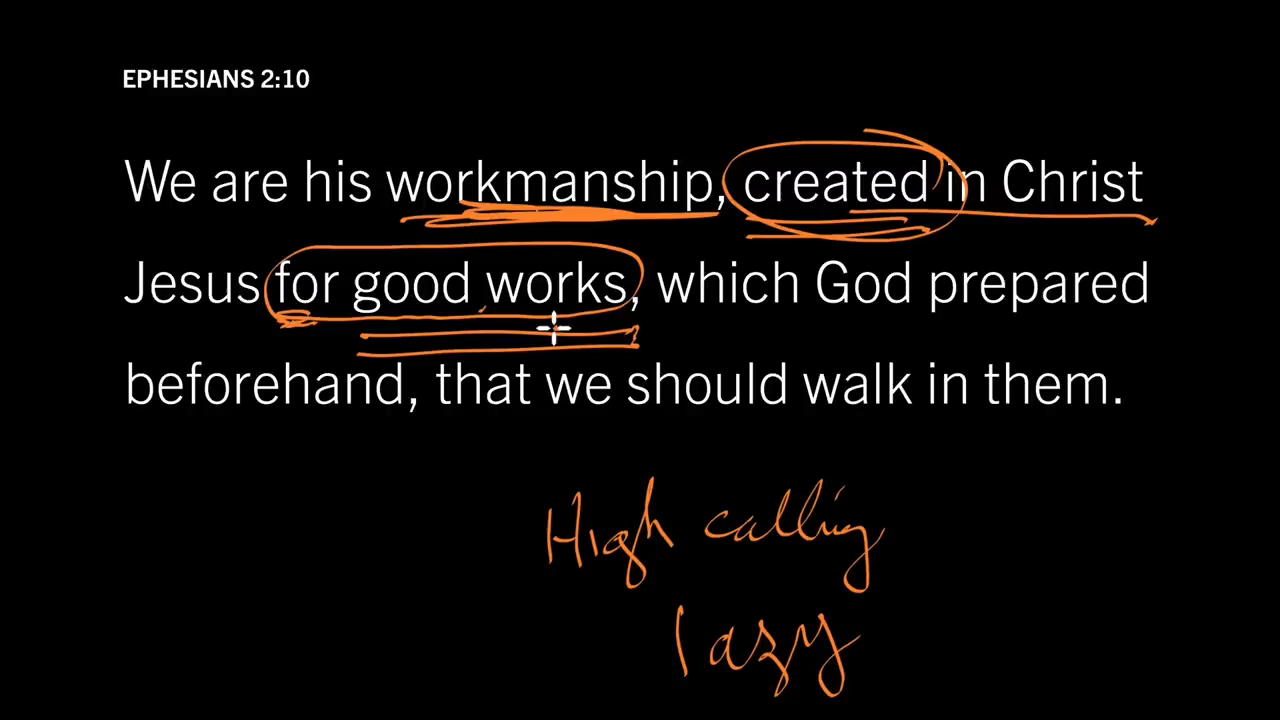 EPHESIANS 2:10
We are his workmanship, created in Christ
Jesus for good works, which God prepared
beforehand, that we should walk in them.
High calling
lazy